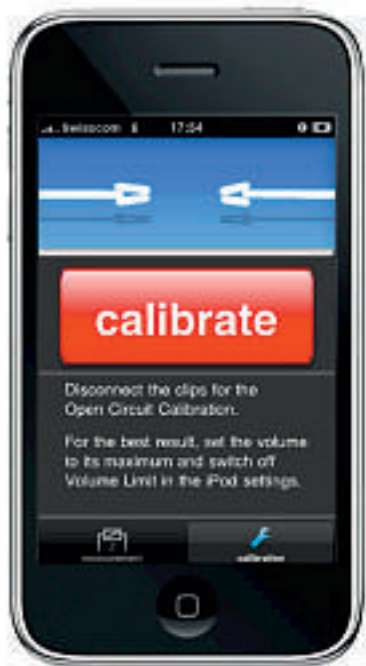 swisscom 17:54
calibrate
Disconnect the clips for the
Open Circuit Calibration.
For the best result, set the volume
to its maximum and switch off
Volume Limit in the iPod settings.
measurement calibration